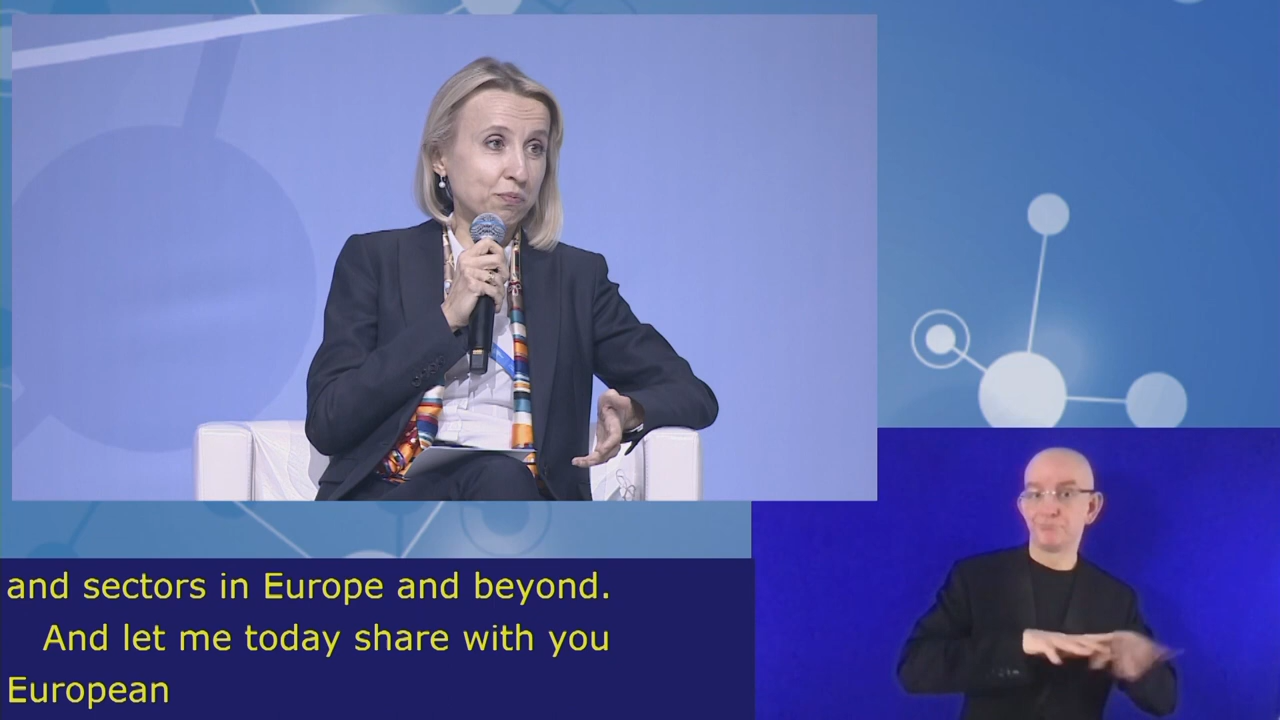 and sectors in Europe and beyond.
And let me today share with you
European